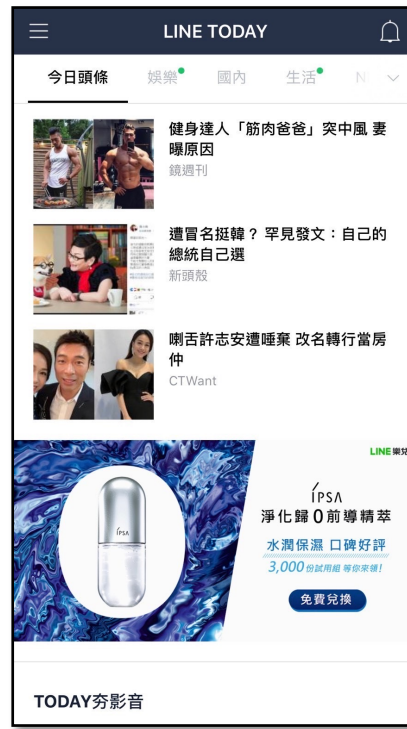 LINE TODAY
今日頭條
娛樂
國內
生活
健身達人「筋肉爸爸」突中風 妻
曝原因
鏡週刊
遭冒名挺韓？ 罕見發文：自己的
總統自己選
新頭殼
喇舌許志安遭唾棄 改名轉行當房
仲
CTWant
LINE 樂兌
IPSA
淨化歸0前導精萃
水潤保濕 口碑好評
3,000 份試用組 等你來領!
免費兌換
IPSA
TODAY夯影音